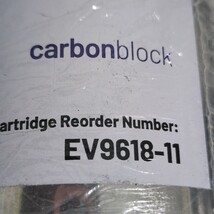 carbonblock
artridge Reorder Number:
EV9618-11